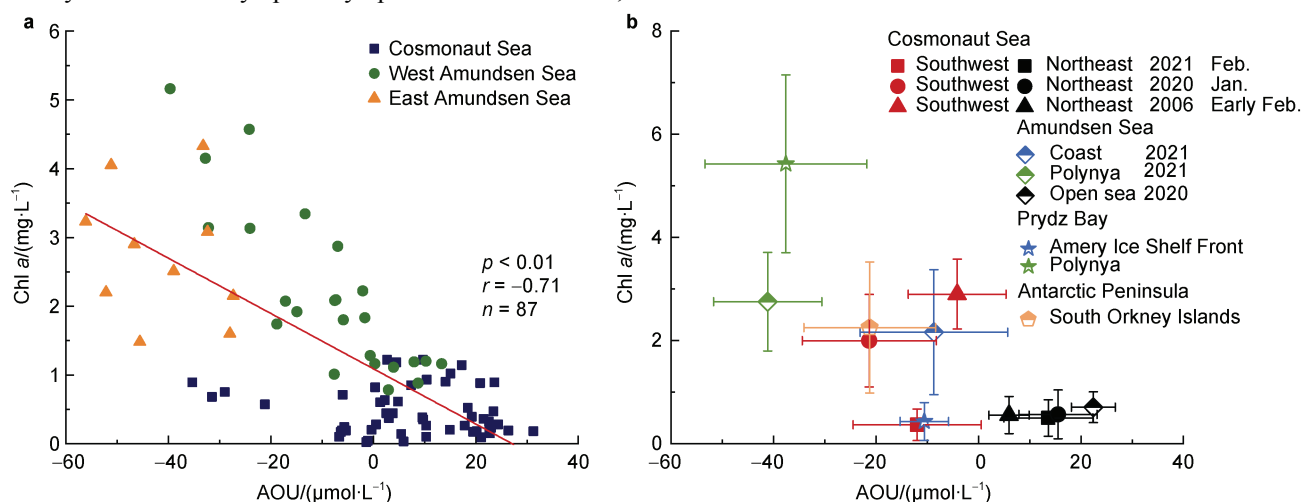 a
6
5
4
3
2
1
0
−60
−40
−20
0
20
40
Chl a/(mg·L⁻¹)
AOU/(μmol·L⁻¹)
Cosmonaut Sea
West Amundsen Sea
East Amundsen Sea
p < 0.01
r = −0.71
n = 87
b
8
6
4
2
0
−60
−40
−20
0
20
40
Chl a/(mg·L⁻¹)
AOU/(μmol·L⁻¹)
Cosmonaut Sea
Southwest Northeast 2021 Feb.
Southwest Northeast 2020 Jan.
Southwest Northeast 2006 Early Feb.
Amundsen Sea
Coast 2021
Polynya 2021
Open sea 2020
Prydz Bay
Amery Ice Shelf Front
Polynya
Antarctic Peninsula
South Orkney Islands